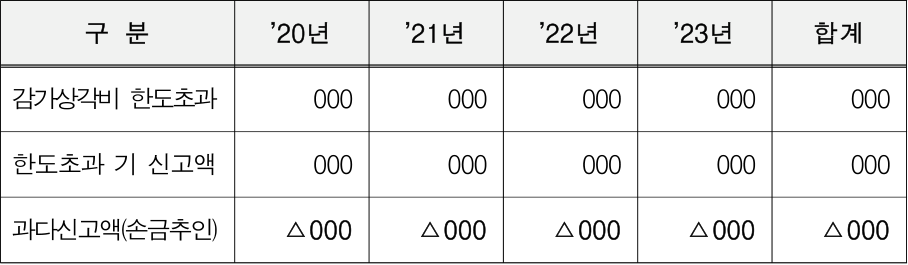 구 분 ’20년 ’21년 ’22년 ’23년 합계
감가상각비 한도초과 000 000 000 000 000
한도초과 기 신고액 000 000 000 000 000
과다신고액(손금추인) △000 △000 △000 △000 △000